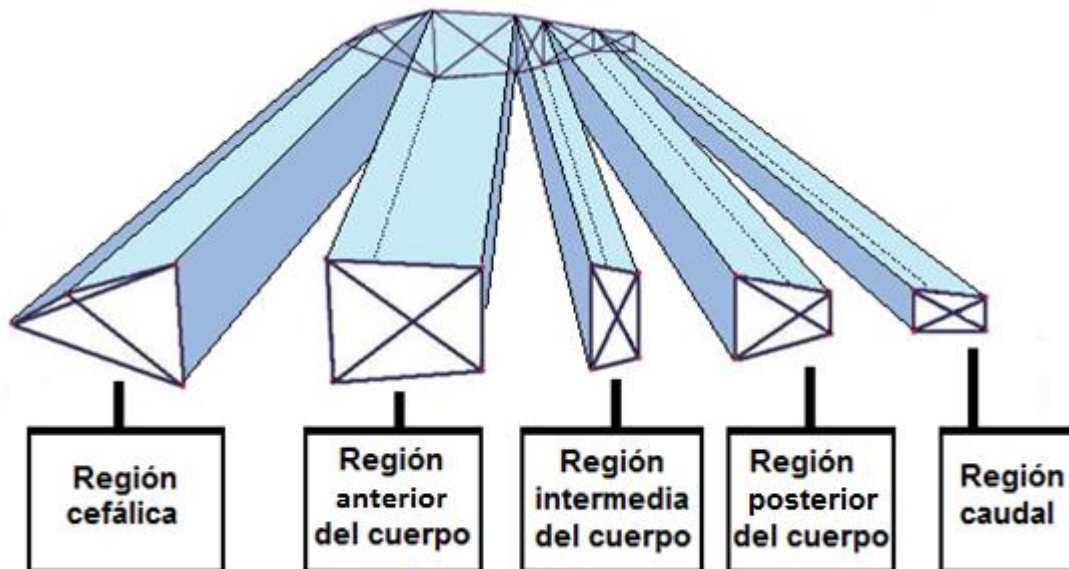 Región
cefálica
Región
anterior
del cuerpo
Región
intermedia
del cuerpo
Región
posterior
del cuerpo
Región
caudal